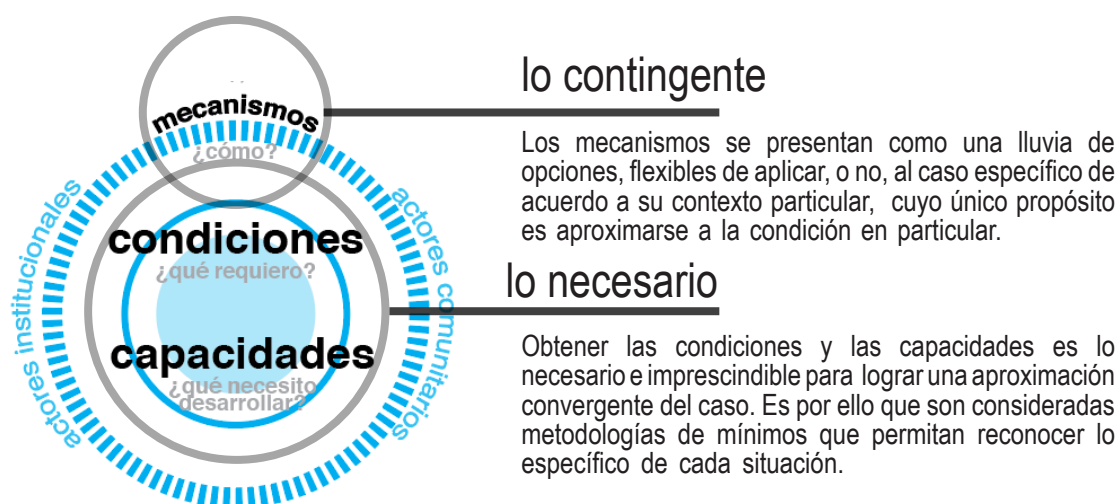 mecanismos
¿cómo?
actores institucionales
actores comunitarios
condiciones
¿qué requiero?
capacidades
¿qué necesito
desarrollar?
lo contingente
Los mecanismos se presentan como una lluvia de
opciones, flexibles de aplicar, o no, al caso específico de
acuerdo a su contexto particular, cuyo único propósito
es aproximarse a la condición en particular.
lo necesario
Obtener las condiciones y las capacidades es lo
necesario e imprescindible para lograr una aproximación
convergente del caso. Es por ello que son consideradas
metodologías de mínimos que permitan reconocer lo
específico de cada situación.